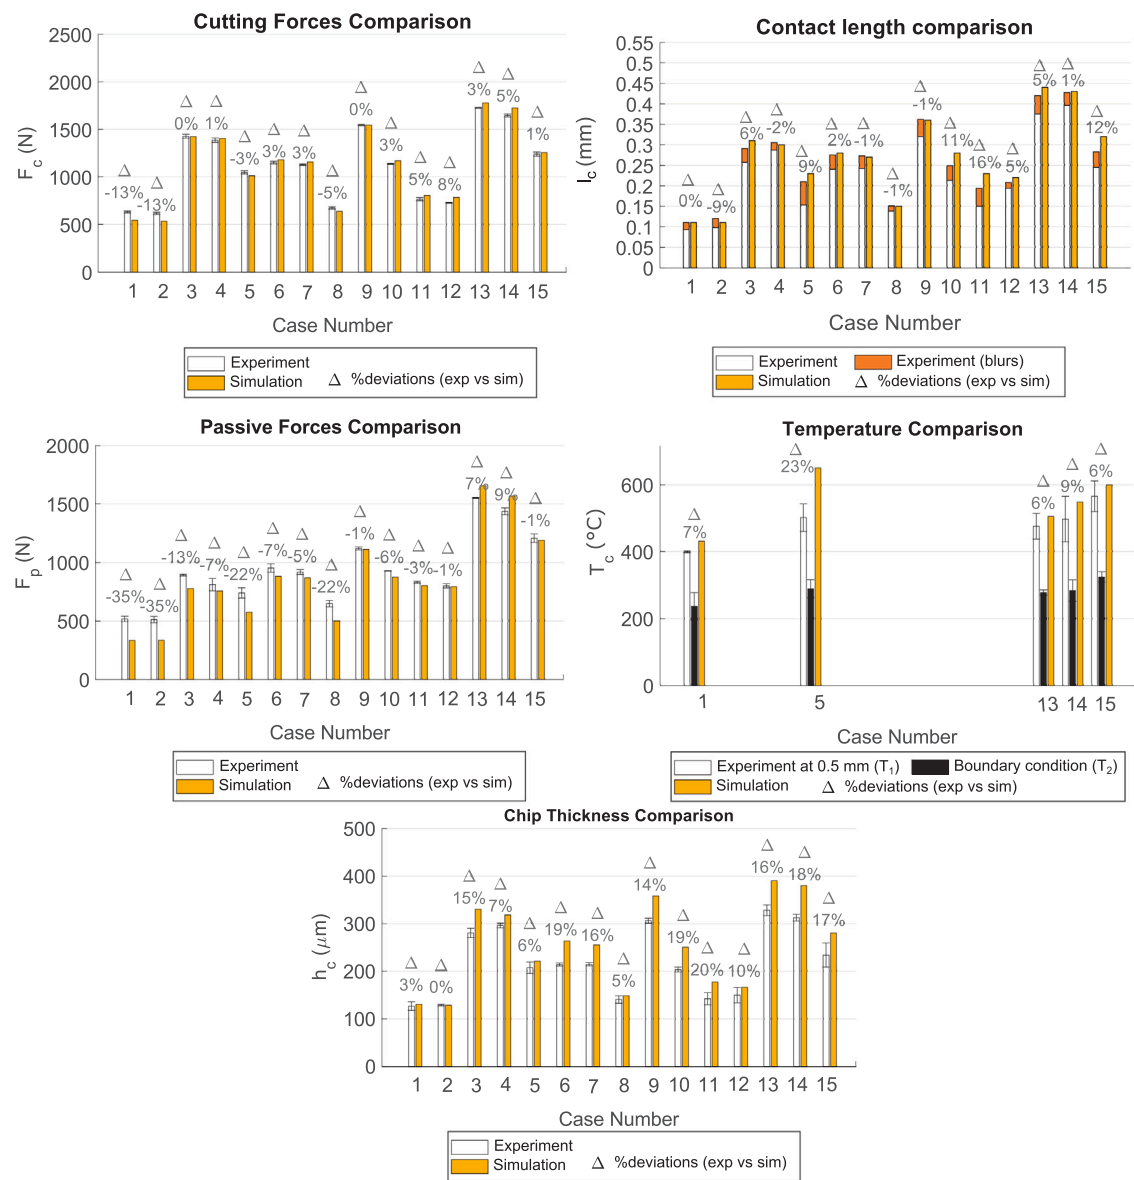 Cutting Forces Comparison
2500
2000
1500
1000
500
0
F_c (N)
Δ -13%
Δ -13%
Δ 0%
Δ 1%
Δ -3%
Δ 3%
Δ 3%
Δ -5%
Δ 0%
Δ 3%
Δ 5%
Δ 8%
Δ 3%
Δ 5%
Δ 1%
1 2 3 4 5 6 7 8 9 10 11 12 13 14 15
Case Number
Experiment
Simulation Δ %deviations (exp vs sim)
Contact length comparison
0.55
0.5
0.45
0.4
0.35
0.3
0.25
0.2
0.15
0.1
0.05
0
l_c (mm)
Δ 0%
Δ -9%
Δ 6%
Δ -2%
Δ 9%
Δ 2%
Δ -1%
Δ -1%
Δ -1%
Δ 11%
Δ 16%
Δ 5%
Δ 5%
Δ 1%
Δ 12%
1 2 3 4 5 6 7 8 9 10 11 12 13 14 15
Case Number
Experiment Experiment (blurs)
Simulation Δ %deviations (exp vs sim)
Passive Forces Comparison
2000
1500
1000
500
0
F_p (N)
Δ -35%
Δ -35%
Δ -13%
Δ -7%
Δ -22%
Δ -7%
Δ -5%
Δ -22%
Δ -1%
Δ -6%
Δ -3%
Δ -1%
Δ 7%
Δ 9%
Δ -1%
1 2 3 4 5 6 7 8 9 10 11 12 13 14 15
Case Number
Experiment
Simulation Δ %deviations (exp vs sim)
Temperature Comparison
600
400
200
0
T_c (°C)
Δ 7%
Δ 23%
Δ 6%
Δ 9%
Δ 6%
1 5 13 14 15
Case Number
Experiment at 0.5 mm (T₁) Boundary condition (T₂)
Simulation Δ %deviations (exp vs sim)
Chip Thickness Comparison
500
400
300
200
100
0
h_c (μm)
Δ 3%
Δ 0%
Δ 15%
Δ 7%
Δ 6%
Δ 19%
Δ 16%
Δ 5%
Δ 14%
Δ 19%
Δ 20%
Δ 10%
Δ 16%
Δ 18%
Δ 17%
1 2 3 4 5 6 7 8 9 10 11 12 13 14 15
Case Number
Experiment
Simulation Δ %deviations (exp vs sim)